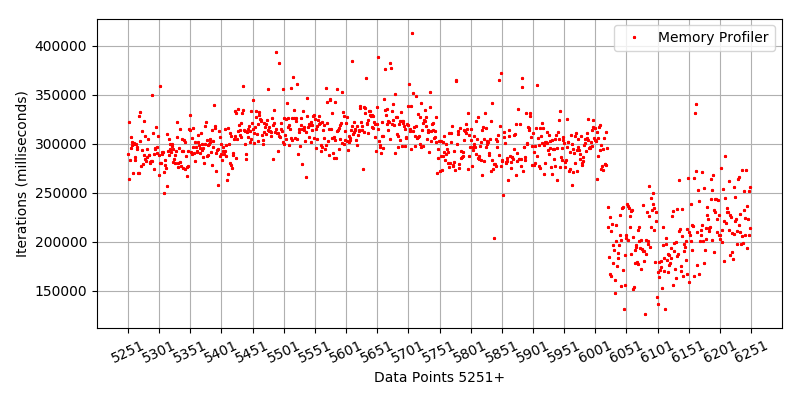 Memory Profiler
400000
350000
300000
250000
200000
150000
Iterations (milliseconds)
5251 5301 5351 5401 5451 5501 5551 5601 5651 5701 5751 5801 5851 5901 5951 6001 6051 6101 6151 6201 6251
Data Points 5251+